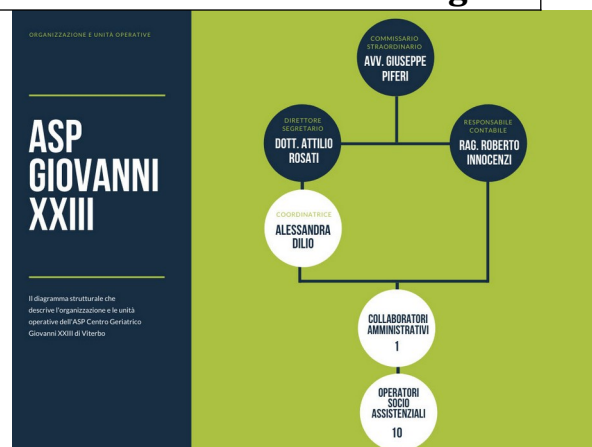 ORGANIZZAZIONE E UNITÀ OPERATIVE
ASP
GIOVANNI
XXIII
Il diagramma strutturale che
descrive l'organizzazione e le unità
operative dell'ASP Centro Geriatrico
Giovanni XXIII di Viterbo
COMMISSARIO
STRAORDINARIO
AVV. GIUSEPPE
PIFERI
DIRETTORE
SEGRETARIO
DOTT. ATTILIO
ROSATI
RESPONSABILE
CONTABILE
RAG. ROBERTO
INNOCENZI
COORDINATRICE
ALESSANDRA
DILIO
COLLABORATORI
AMMINISTRATIVI
1
OPERATORI
SOCIO
ASSISTENZIALI
10